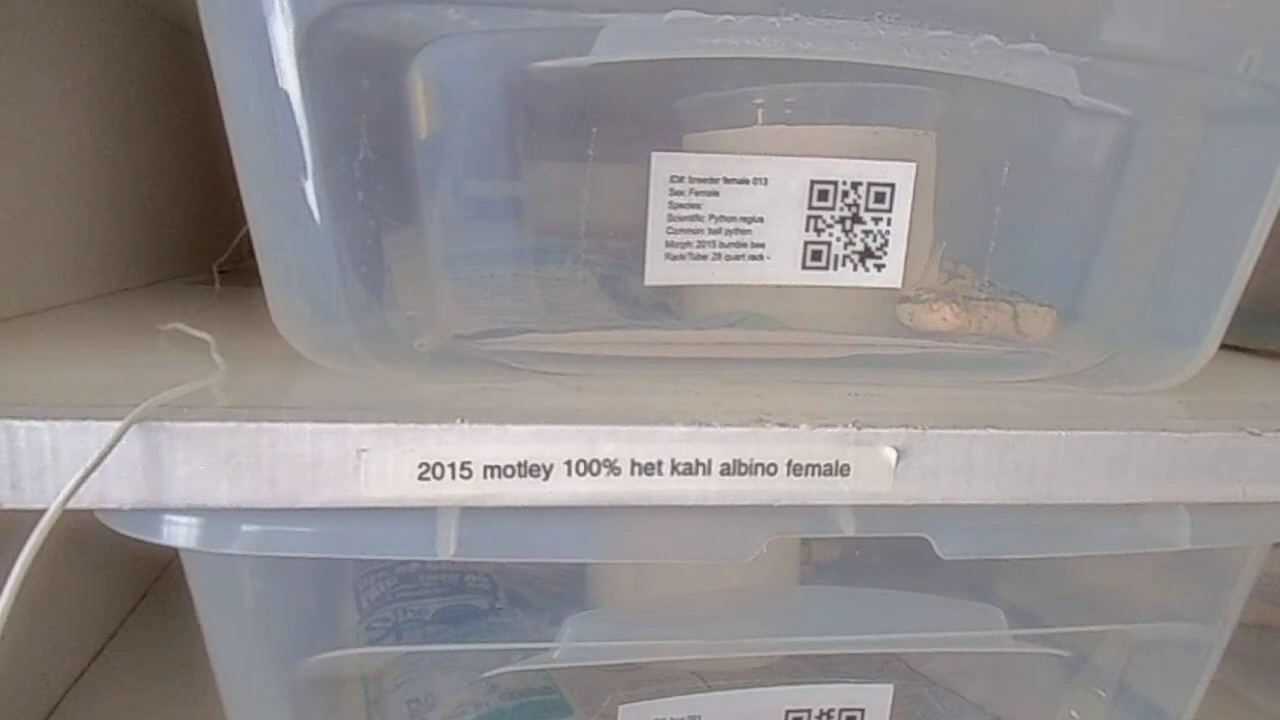 ID#: breeder female 013
Sex: Female
Species:
Scientific: Python regius
Common: ball python
Morph: 2015 bumble bee
Rack/Tube: 28 quart rack -
2015 motley 100% het kahl albino female